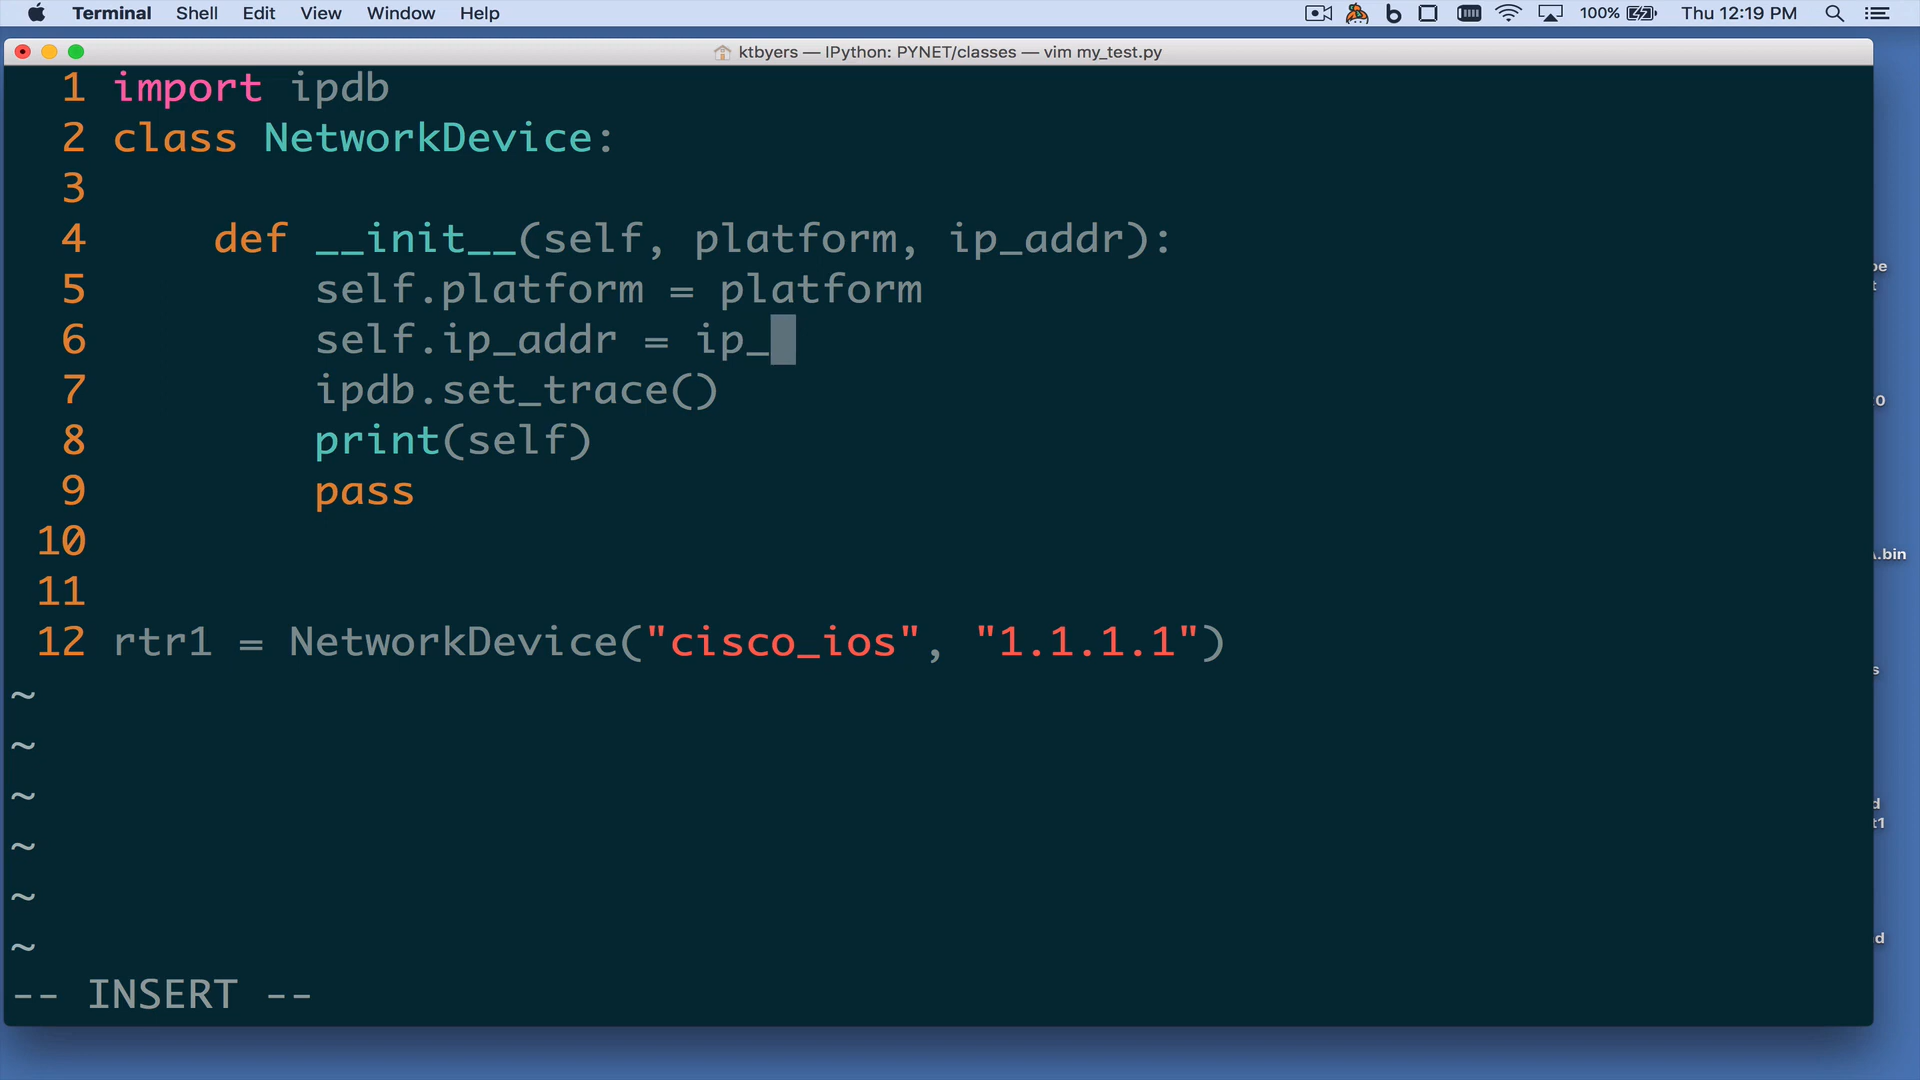 Terminal Shell Edit View Window Help 100% Thu 12:19 PM
ktbyers — IPython: PYNET/classes — vim my_test.py
1 import ipdb
2 class NetworkDevice:
3
4 def __init__(self, platform, ip_addr):
5 self.platform = platform
6 self.ip_addr = ip_
7 ipdb.set_trace()
8 print(self)
9 pass
10
11
12 rtr1 = NetworkDevice("cisco_ios", "1.1.1.1")
~
~
~
~
~
~
-- INSERT --
.bin